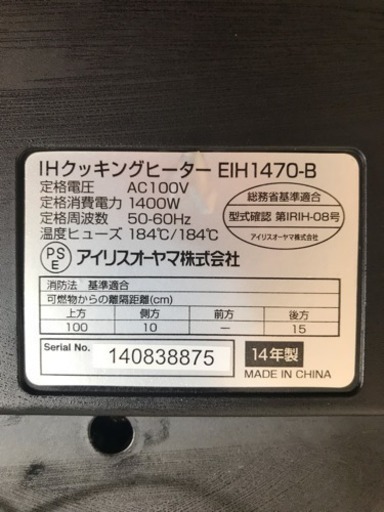 IHクッキングヒーター EIH1470-B
定格電圧 AC100V
定格消費電力 1400W
定格周波数 50-60Hz
温度ヒューズ 184℃/184℃
総務省基準適合
型式確認 第IRIH-08号
アイリスオーヤマ株式会社
PS
E
アイリスオーヤマ株式会社
消防法 基準適合
可燃物からの離隔距離(cm)
上方 側方 前方 後方
100 10 ー 15
Serial No. 140838875
14年製
MADE IN CHINA